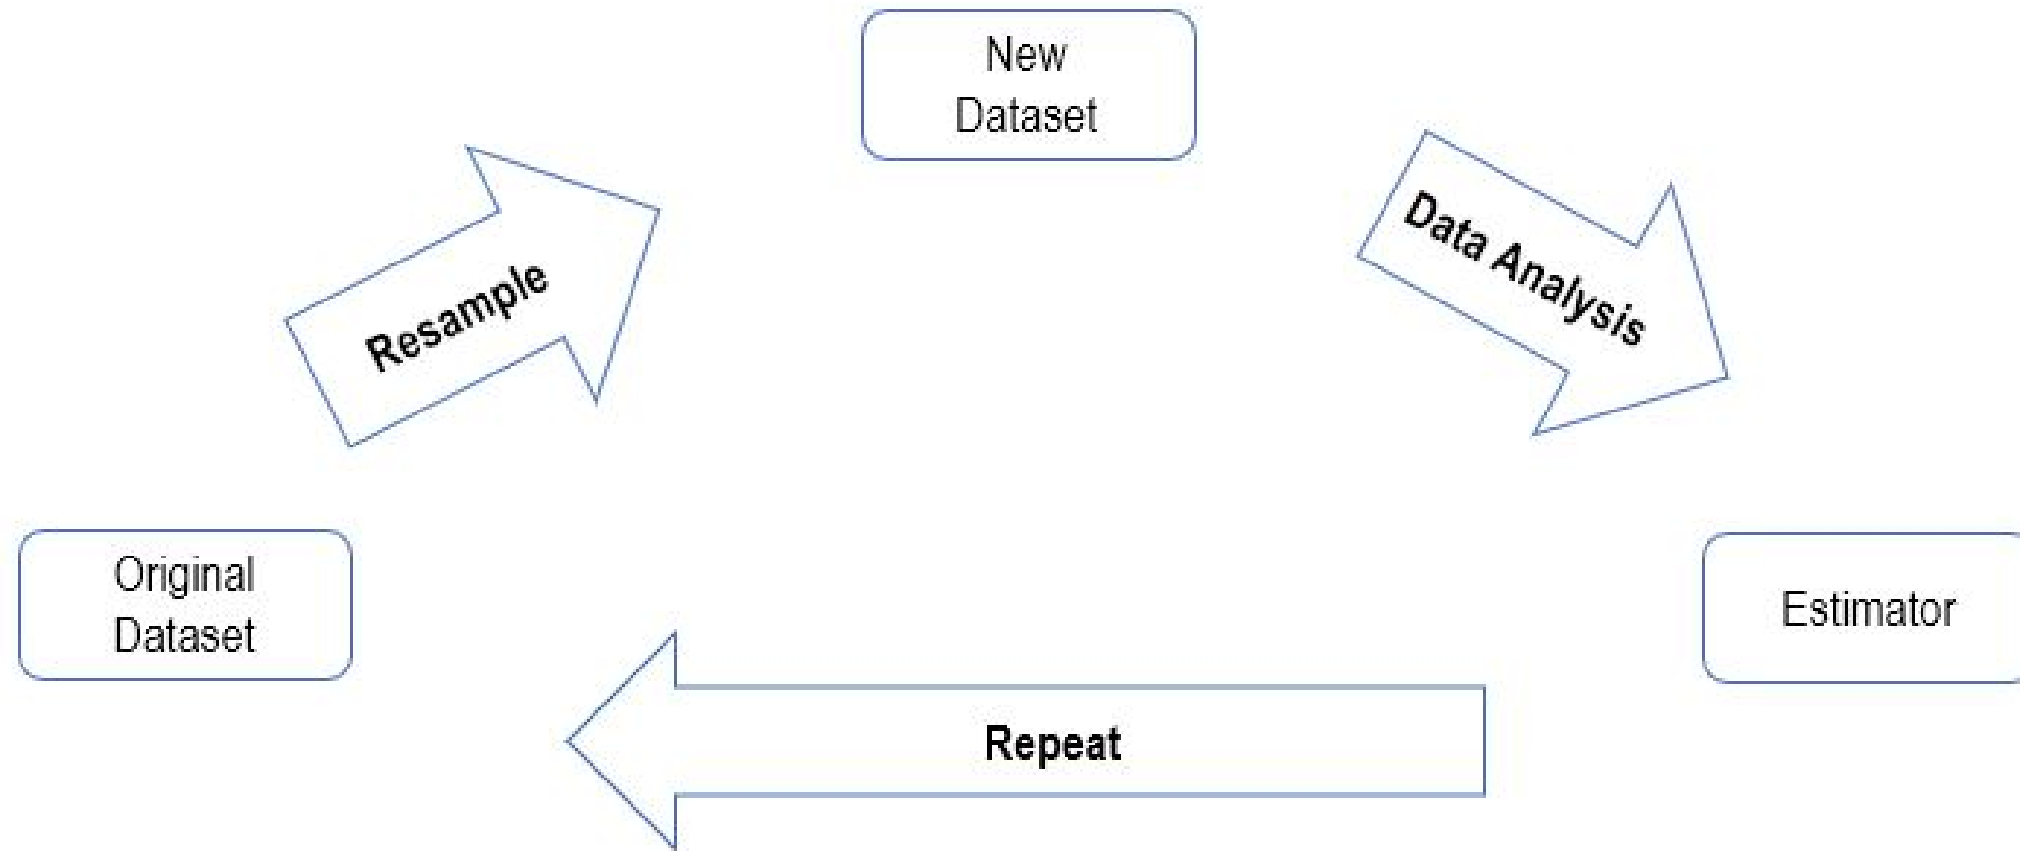 New
Dataset
Resample
Data Analysis
Original
Dataset
Estimator
Repeat